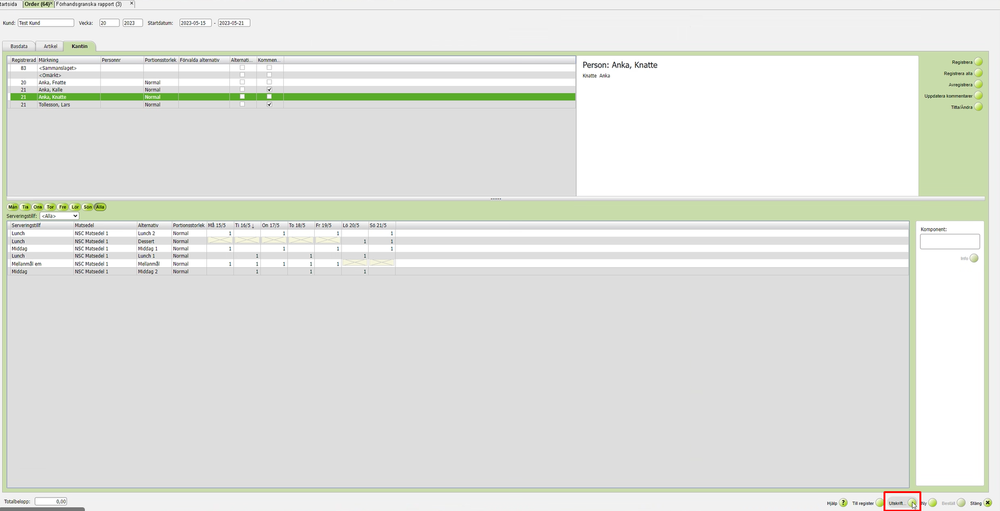 tartsida Order (64) Förhandsgranska rapport (3)
Kund: Test Kund Vecka: 20 2023 Startdatum: 2023-05-15 - 2023-05-21
Basdata Artikel Kantin
Registrerad Märkning Personnr Portionsstorlek Förvalda alternativ Alternati... Kommen...
83 <Sammanslaget>
<Omärkt>
20 Anka, Fnatte Normal
21 Anka, Kalle Normal
21 Anka, Knatte Normal
21 Tollesson, Lars Normal
Person: Anka, Knatte
Knatte Anka
Registrera
Registrera alla
Avregistrera
Uppdatera kommentarer
Titta/Ändra
Mån Tis Ons Tor Fre Lör Sön Alla
Serveringstillf: <Alla>
Serveringstillf Matsedel Alternativ Portionsstorlek Må 15/5 Ti 16/5 ↓ On 17/5 To 18/5 Fr 19/5 Lö 20/5 Sö 21/5
Lunch NSC Matsedel 1 Lunch 2 Normal 1 1 1 1
Lunch NSC Matsedel 1 Dessert Normal 1 1
Middag NSC Matsedel 1 Middag 1 Normal 1 1 1 1
Lunch NSC Matsedel 1 Lunch 1 Normal 1 1 1
Mellanmål em NSC Matsedel 1 Mellanmål Normal 1 1 1 1 1
Middag NSC Matsedel 1 Middag 2 Normal 1 1 1
Komponent:
Info
Totalbelopp: 0,00
Hjälp ? Till register Utskrift... Ny Beställ Stäng